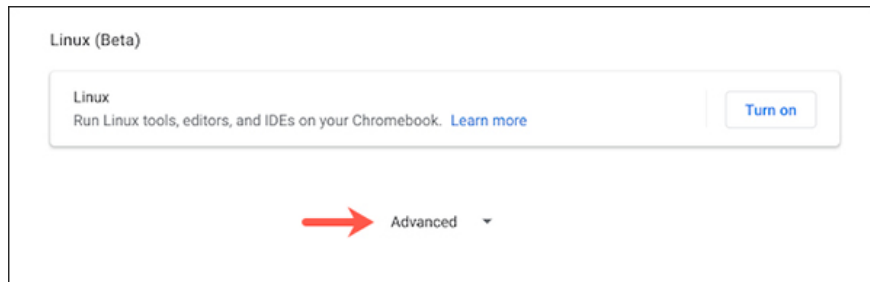 Linux (Beta)
Linux
Run Linux tools, editors, and IDEs on your Chromebook. Learn more
Turn on
Advanced